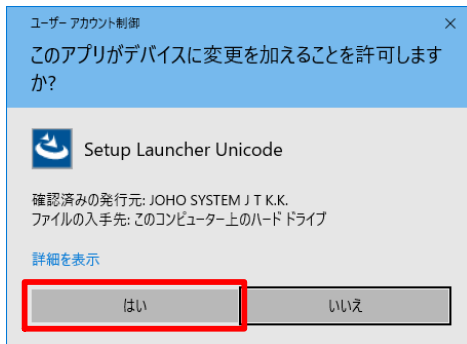 ユーザー アカウント制御
このアプリがデバイスに変更を加えることを許可します
か?
Setup Launcher Unicode
確認済みの発行元: JOHO SYSTEM J T K.K.
ファイルの入手先: このコンピューター上のハード ドライブ
詳細を表示
はい
いいえ